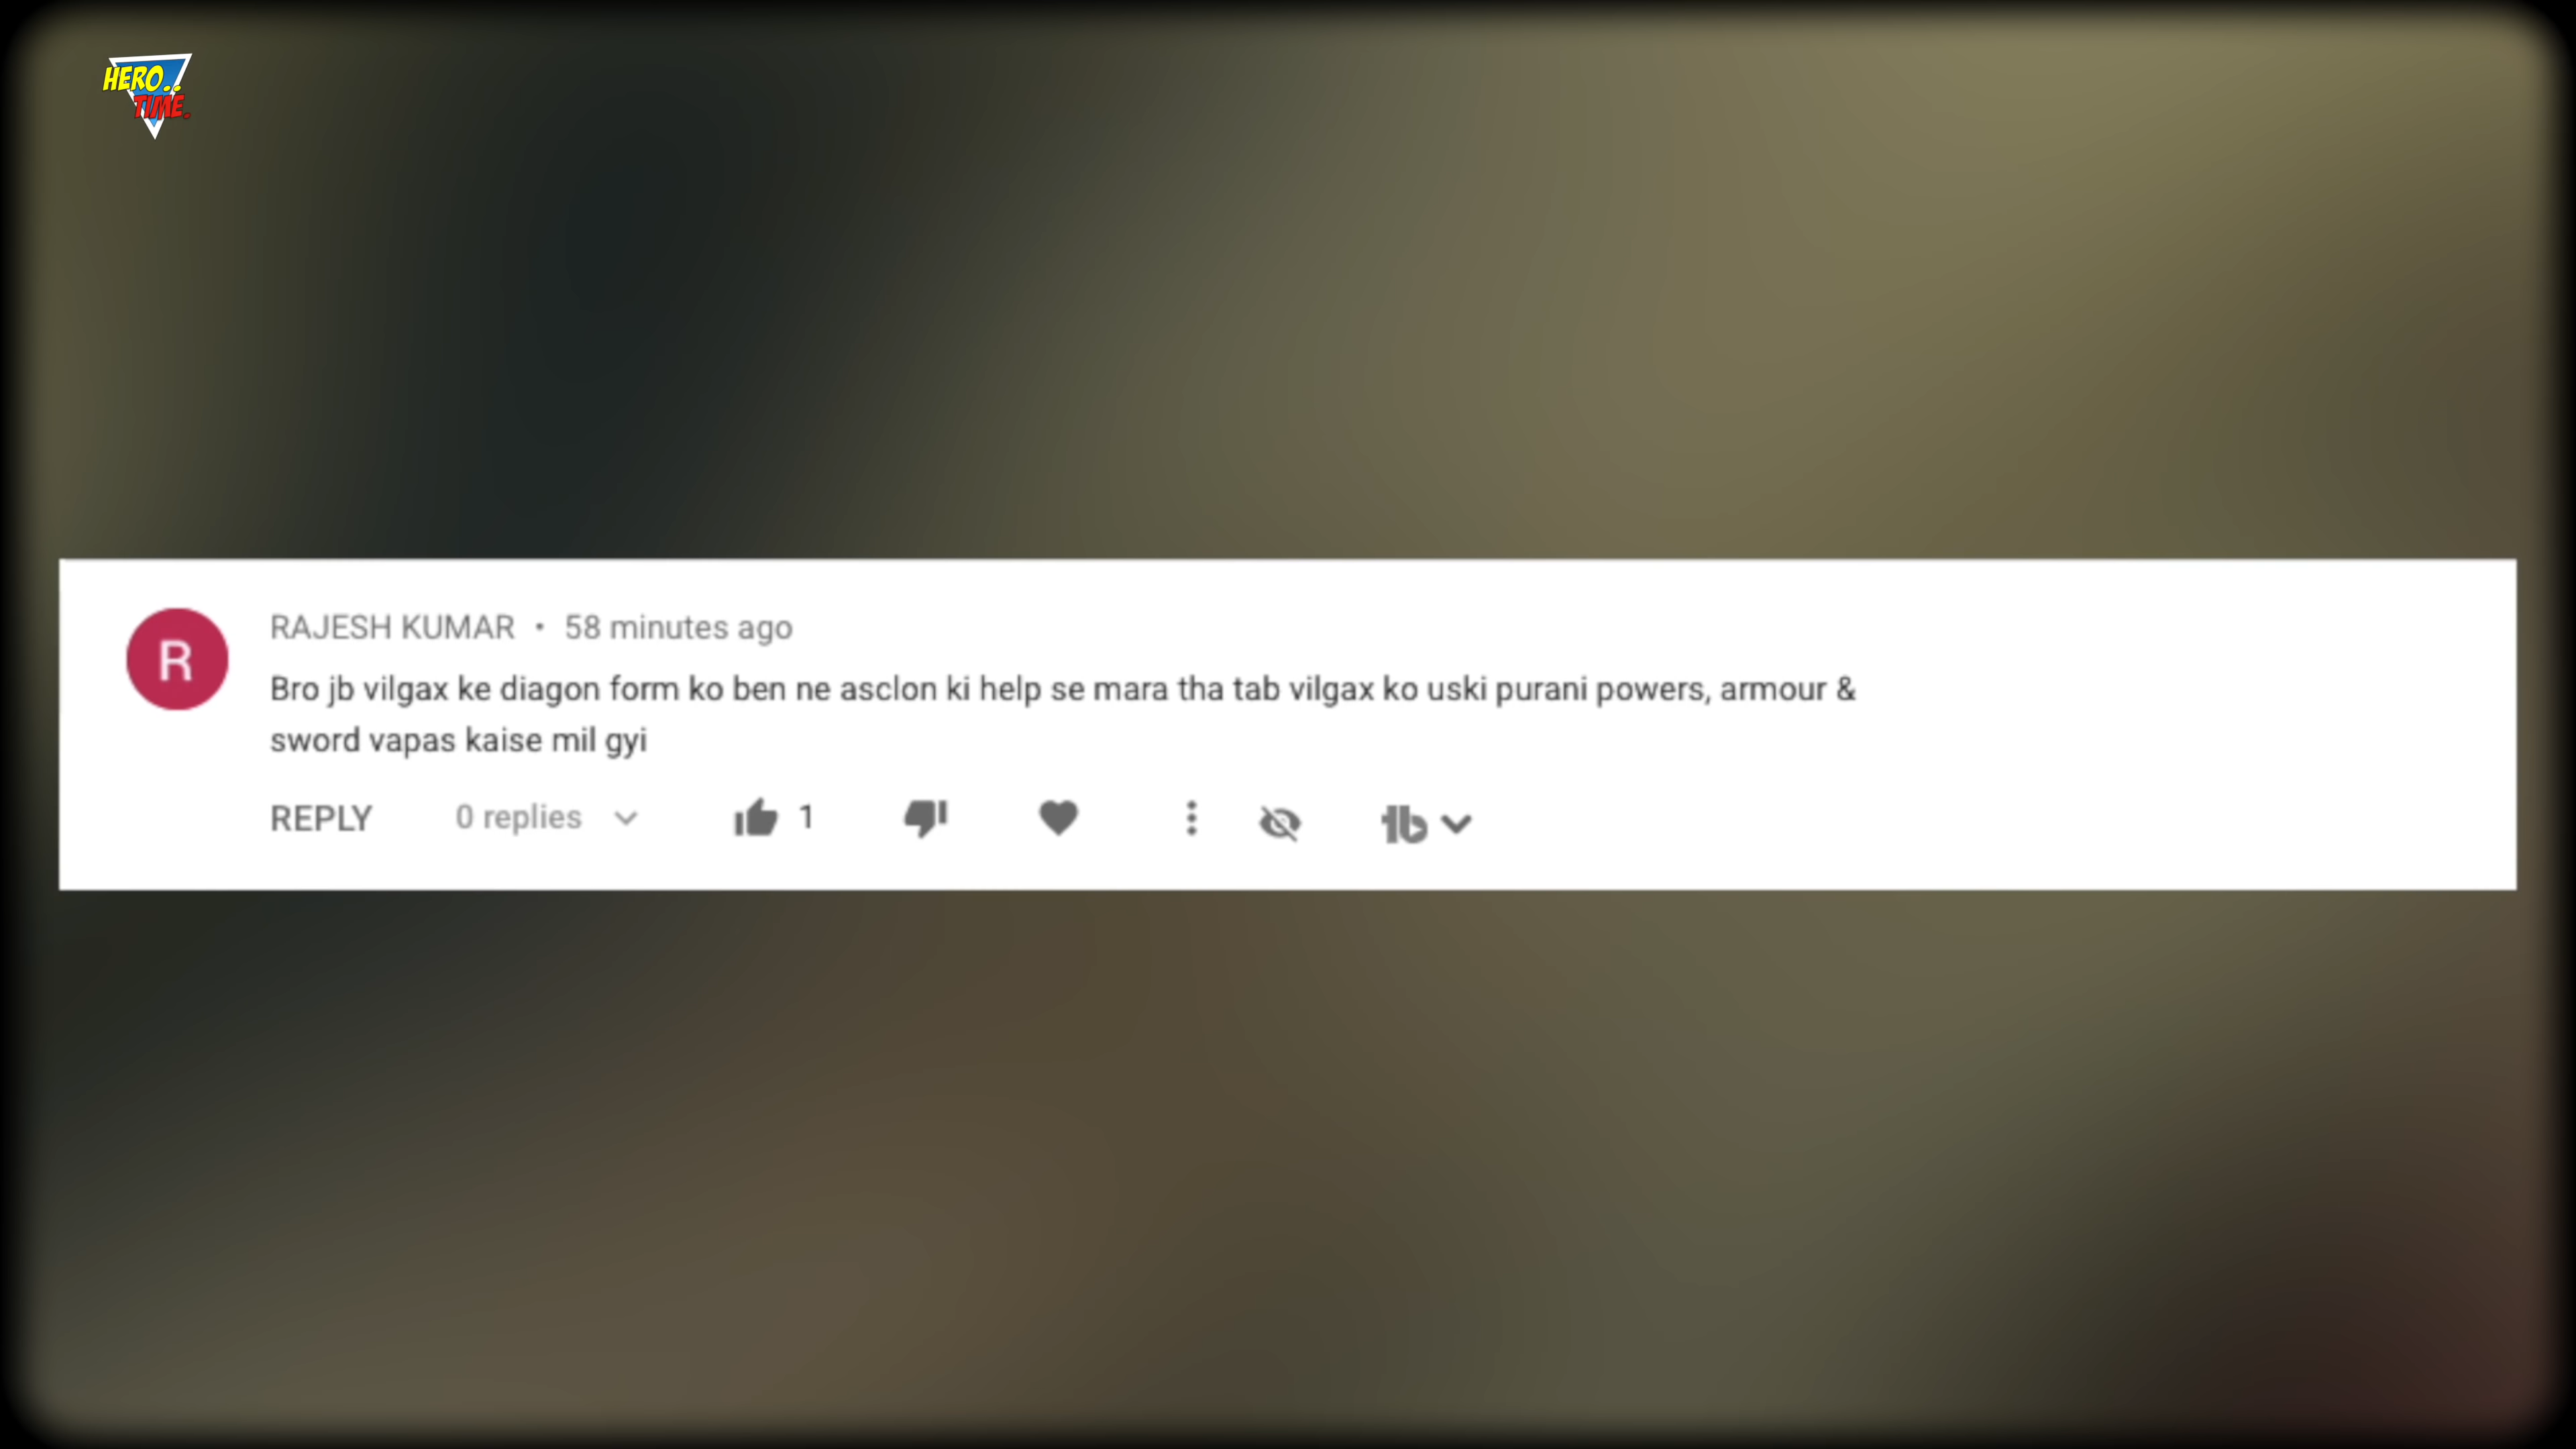 HERO..
TIME.
RAJESH KUMAR • 58 minutes ago
R
Bro jb vilgax ke diagon form ko ben ne asclon ki help se mara tha tab vilgax ko uski purani powers, armour &
sword vapas kaise mil gyi
REPLY 0 replies 1